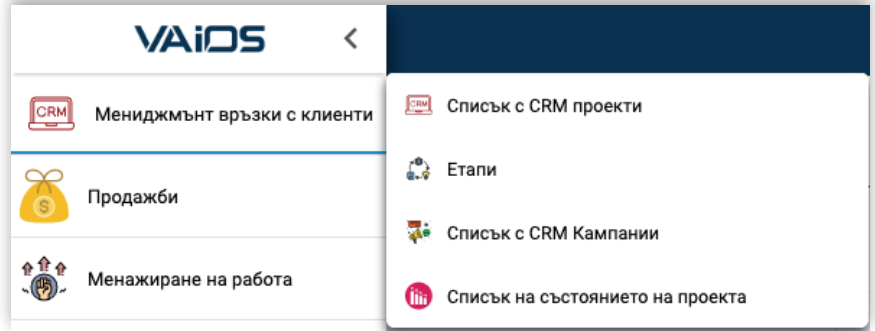 VAiOS
CRM
Мениджмънт връзки с клиенти
Продажби
Менажиране на работа
CRM
Списък с CRM проекти
Етапи
Списък с CRM Кампании
Списък на състоянието на проекта